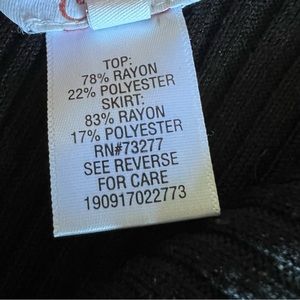 TOP:
78% RAYON
22% POLYESTER
SKIRT:
83% RAYON
17% POLYESTER
RN#73277
SEE REVERSE
FOR CARE
190917022773